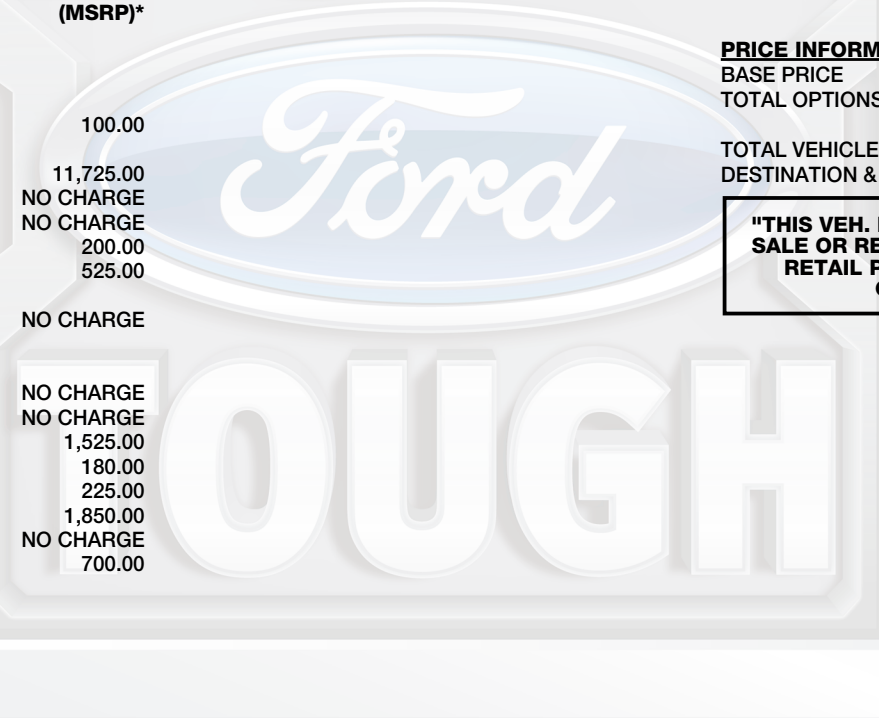 (MSRP)*
100.00
11,725.00
NO CHARGE
NO CHARGE
200.00
525.00
NO CHARGE
NO CHARGE
NO CHARGE
1,525.00
180.00
225.00
1,850.00
NO CHARGE
700.00
PRICE INFORM
BASE PRICE
TOTAL OPTIONS
TOTAL VEHICLE
DESTINATION &
"THIS VEH.
SALE OR RE
RETAIL P
Ford
TOUGH